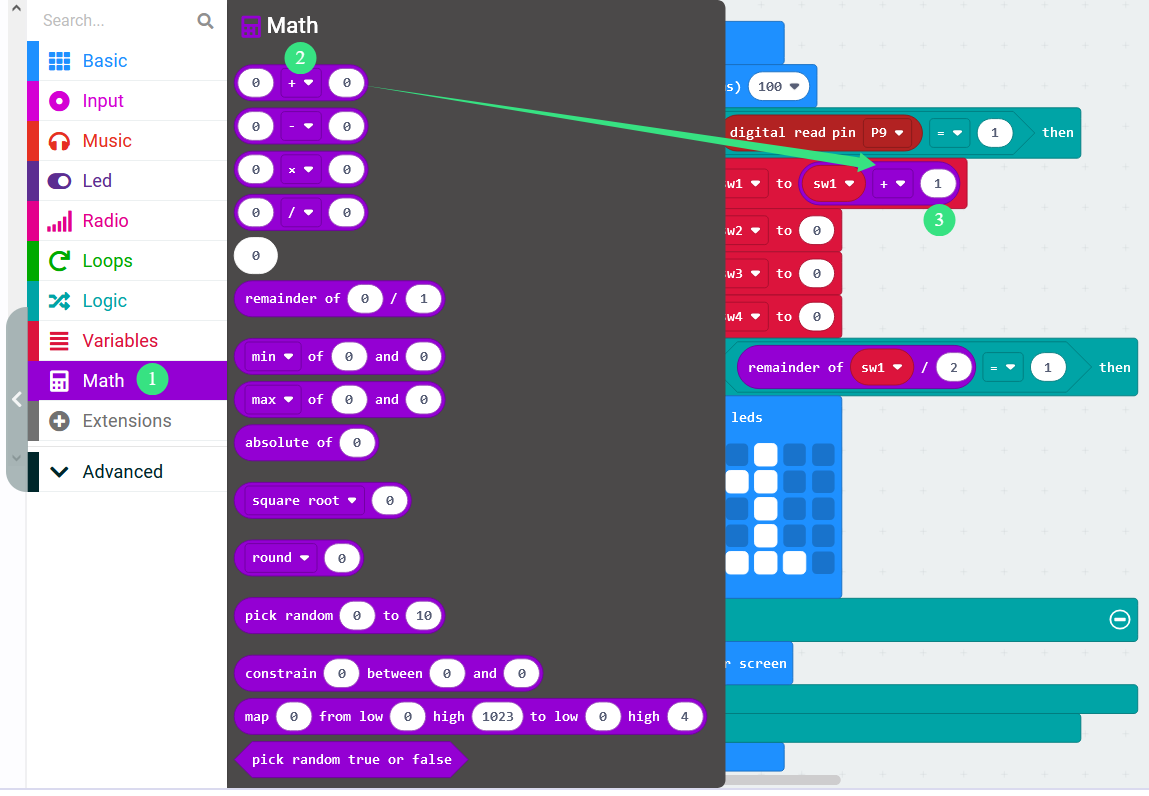 Search...
Basic
Input
Music
Led
Radio
Loops
Logic
Variables
Math 1
Extensions
Advanced
Math
2
0 + 0
0 - 0
0 × 0
0 / 0
0
remainder of 0 / 1
min of 0 and 0
max of 0 and 0
absolute of 0
square root 0
round 0
pick random 0 to 10
constrain 0 between 0 and 0
map 0 from low 0 high 1023 to low 0 high 4
pick random true or false
s) 100
digital read pin P9 = 1 then
sw1 to sw1 + 1
3
sw2 to 0
sw3 to 0
sw4 to 0
remainder of sw1 / 2 = 1 then
leds
r screen